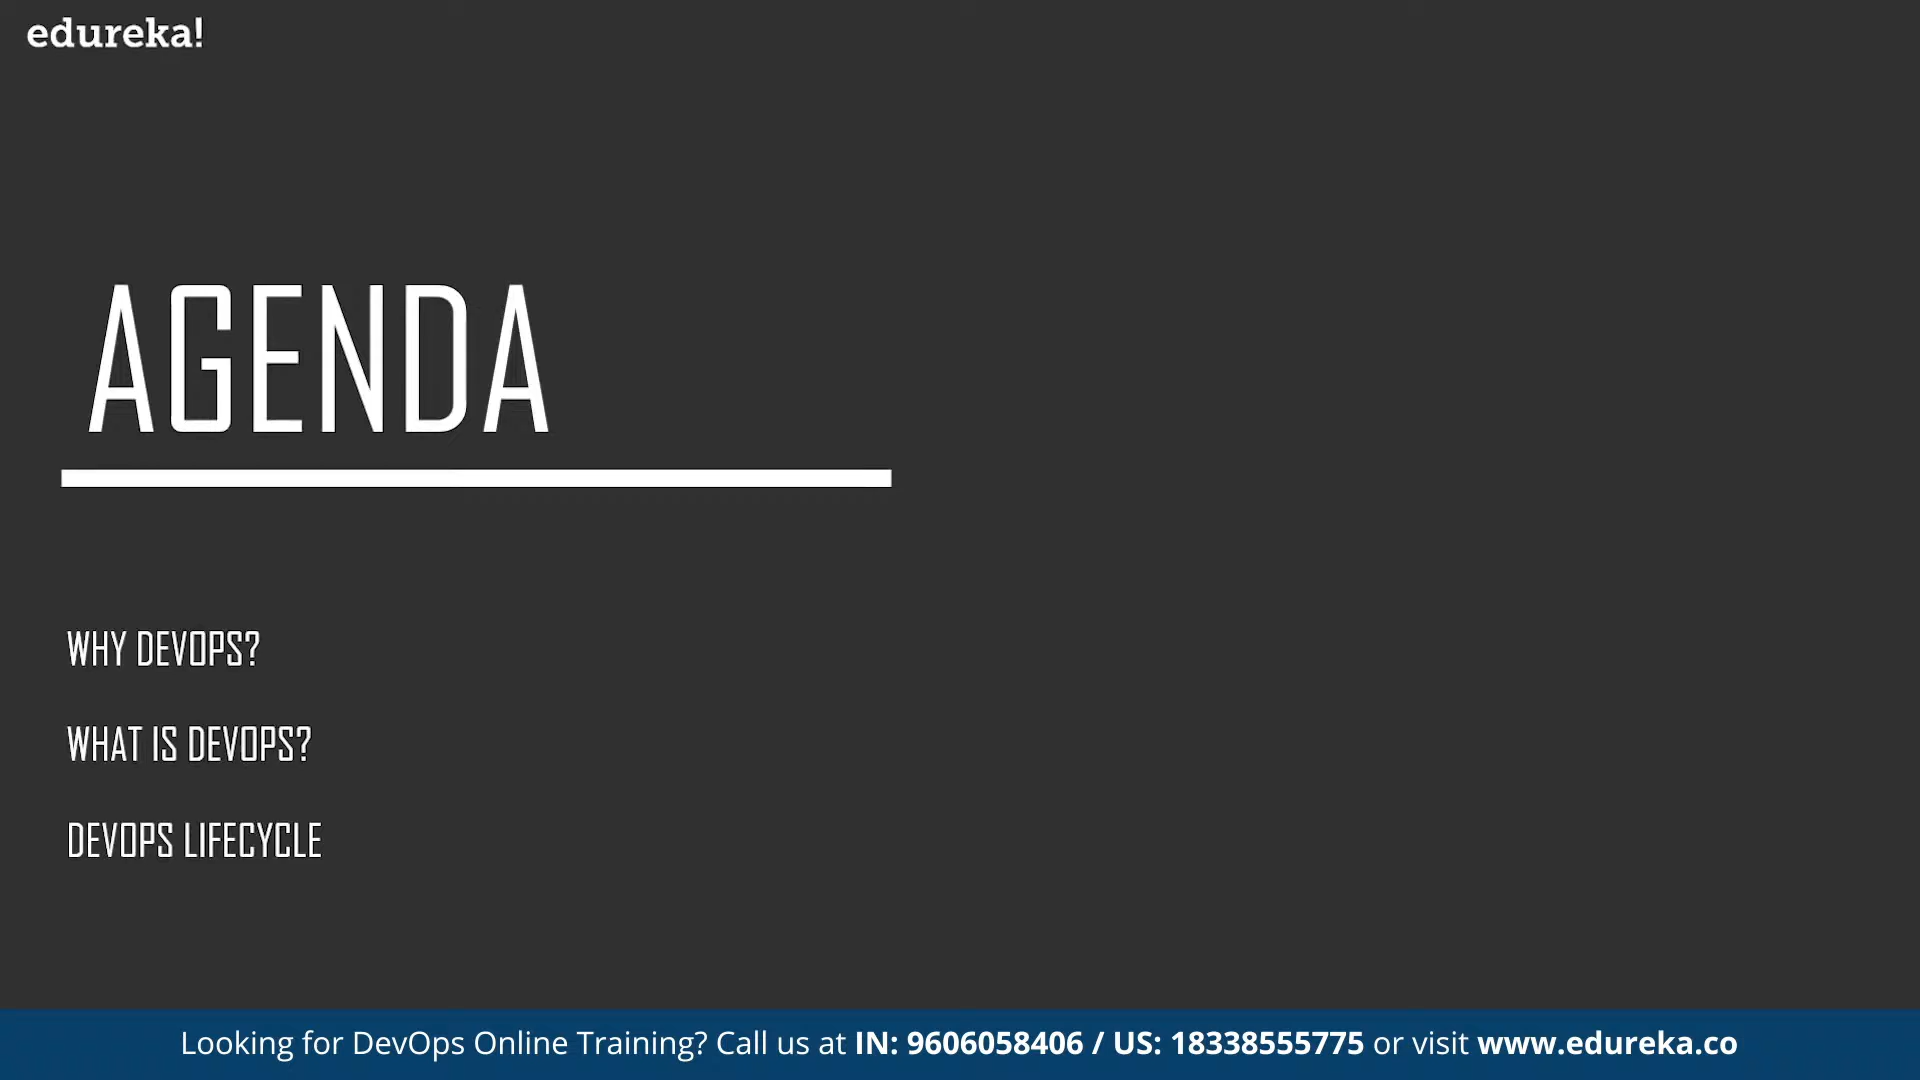 edureka!
AGENDA
WHY DEVOPS?
WHAT IS DEVOPS?
DEVOPS LIFECYCLE
Looking for DevOps Online Training? Call us at IN: 9606058406 / US: 18338555775 or visit www.edureka.co